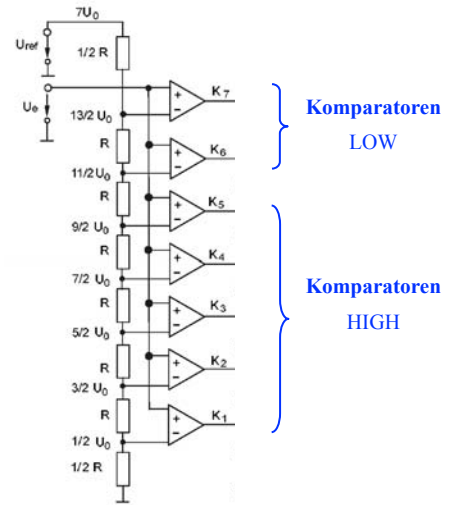 7U₀
U_ref
1/2 R
K₇
Uₑ
13/2 U₀
Komparatoren
LOW
R
K₆
11/2 U₀
R
K₅
9/2 U₀
R
K₄
7/2 U₀
Komparatoren
HIGH
R
K₃
5/2 U₀
R
K₂
3/2 U₀
R
K₁
1/2 U₀
1/2 R